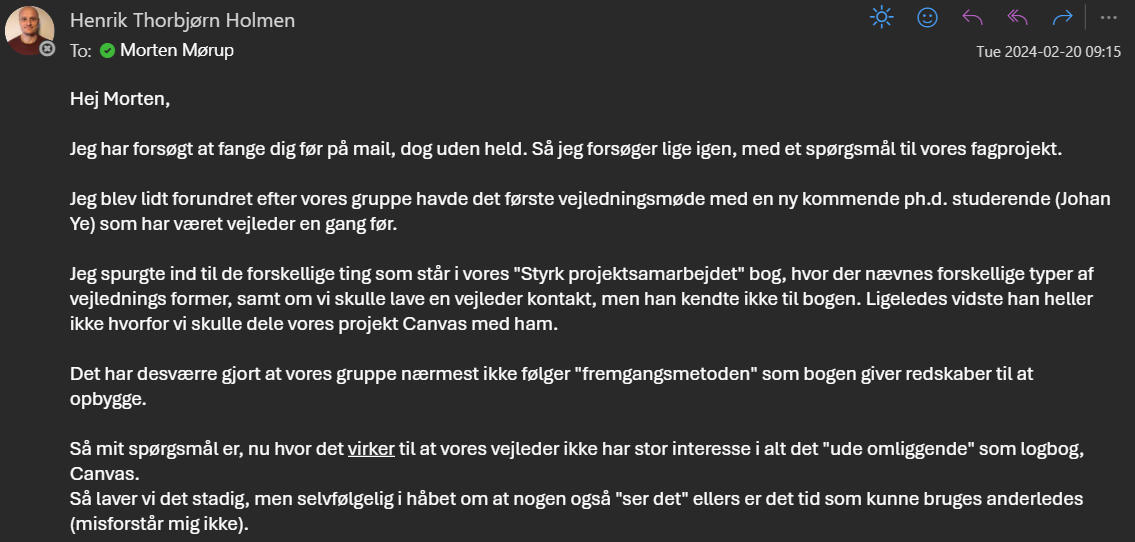 Henrik Thorbjørn Holmen
To: Morten Mørup
Tue 2024-02-20 09:15
Hej Morten,
Jeg har forsøgt at fange dig før på mail, dog uden held. Så jeg forsøger lige igen, med et spørgsmål til vores fagprojekt.
Jeg blev lidt forundret efter vores gruppe havde det første vejledningsmøde med en ny kommende ph.d. studerende (Johan
Ye) som har været vejleder en gang før.
Jeg spurgte ind til de forskellige ting som står i vores "Styrk projektsamarbejdet" bog, hvor der nævnes forskellige typer af
vejlednings former, samt om vi skulle lave en vejleder kontakt, men han kendte ikke til bogen. Ligeledes vidste han heller
ikke hvorfor vi skulle dele vores projekt Canvas med ham.
Det har desværre gjort at vores gruppe nærmest ikke følger "fremgangsmetoden" som bogen giver redskaber til at
opbygge.
Så mit spørgsmål er, nu hvor det virker til at vores vejleder ikke har stor interesse i alt det "ude omliggende" som logbog,
Canvas.
Så laver vi det stadig, men selvfølgelig i håbet om at nogen også "ser det" ellers er det tid som kunne bruges anderledes
(misforstår mig ikke).